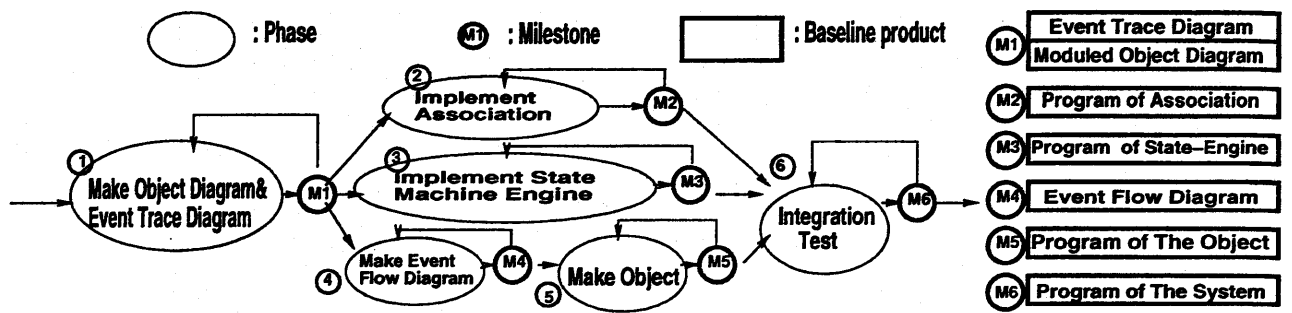 : Phase
M1 : Milestone
: Baseline product
M1
Event Trace Diagram
Moduled Object Diagram
M2 Program of Association
M3 Program of State-Engine
M4 Event Flow Diagram
M5 Program of The Object
M6 Program of The System
1
Make Object Diagram&
Event Trace Diagram
M1
2
Implement
Association
M2
3
Implement State
Machine Engine
M3
4
Make Event
Flow Diagram
M4
5
Make Object
M5
6
Integration
Test
M6